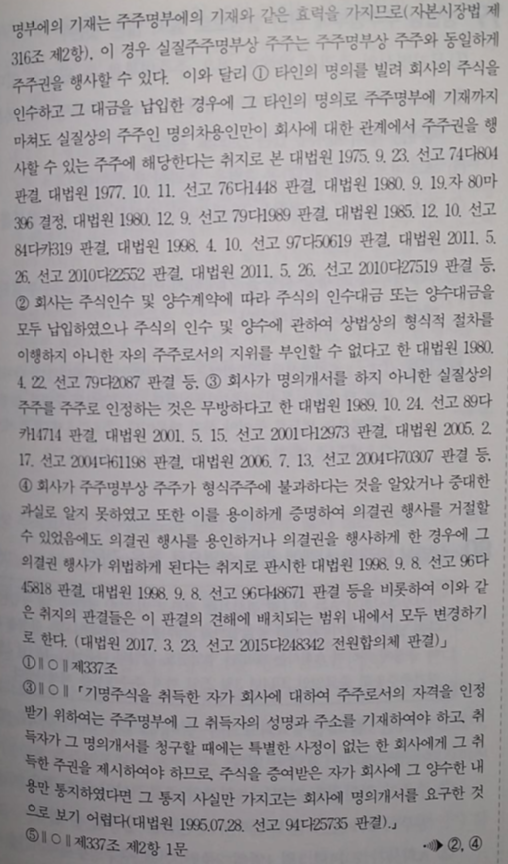 명부에의 기재는 주주명부에의 기재와 같은 효력을 가지므로(자본시장법 제
316조 제2항), 이 경우 실질주주명부상 주주는 주주명부상 주주와 동일하게
주주권을 행사할 수 있다. 이와 달리 ① 타인의 명의를 빌려 회사의 주식을
인수하고 그 대금을 납입한 경우에 그 타인의 명의로 주주명부에 기재까지
마쳐도 실질상의 주주인 명의차용인만이 회사에 대한 관계에서 주주권을 행
사할 수 있는 주주에 해당한다는 취지로 본 대법원 1975. 9. 23. 선고 74다804
판결, 대법원 1977. 10. 11. 선고 76다1448 판결, 대법원 1980. 9. 19.자 80마
396 결정, 대법원 1980. 12. 9. 선고 79다1989 판결, 대법원 1985. 12. 10. 선고
84다카319 판결, 대법원 1998. 4. 10. 선고 97다50619 판결, 대법원 2011. 5.
26. 선고 2010다22552 판결, 대법원 2011. 5. 26. 선고 2010다27519 판결 등,
② 회사는 주식인수 및 양수계약에 따라 주식의 인수대금 또는 양수대금을
모두 납입하였으나 주식의 인수 및 양수에 관하여 상법상의 형식적 절차를
이행하지 아니한 자의 주주로서의 지위를 부인할 수 없다고 한 대법원 1980.
4. 22. 선고 79다2087 판결 등, ③ 회사가 명의개서를 하지 아니한 실질상의
주주를 주주로 인정하는 것은 무방하다고 한 대법원 1989. 10. 24. 선고 89다
카14714 판결, 대법원 2001. 5. 15. 선고 2001다12973 판결, 대법원 2005. 2.
17. 선고 2004다61198 판결, 대법원 2006. 7. 13. 선고 2004다70307 판결 등,
④ 회사가 주주명부상 주주가 형식주주에 불과하다는 것을 알았거나 중대한
과실로 알지 못하였고 또한 이를 용이하게 증명하여 의결권 행사를 거절할
수 있었음에도 의결권 행사를 용인하거나 의결권을 행사하게 한 경우에 그
의결권 행사가 위법하게 된다는 취지로 판시한 대법원 1998. 9. 8. 선고 96다
45818 판결, 대법원 1998. 9. 8. 선고 96다48671 판결 등을 비롯하여 이와 같
은 취지의 판결들은 이 판결의 견해에 배치되는 범위 내에서 모두 변경하기
로 한다. (대법원 2017. 3. 23. 선고 2015다248342 전원합의체 판결)」
①∥○∥제337조
③∥○∥「기명주식을 취득한 자가 회사에 대하여 주주로서의 자격을 인정
받기 위하여는 주주명부에 그 취득자의 성명과 주소를 기재하여야 하고, 취
득자가 그 명의개서를 청구할 때에는 특별한 사정이 없는 한 회사에게 그 취
득한 주권을 제시하여야 하므로, 주식을 증여받은 자가 회사에 그 양수한 내
용만 통지하였다면 그 통지 사실만 가지고는 회사에 명의개서를 요구한 것
으로 보기 어렵다(대법원 1995.07.28. 선고 94다25735 판결).」
⑤∥○∥제337조 제2항 1문 ②, ④